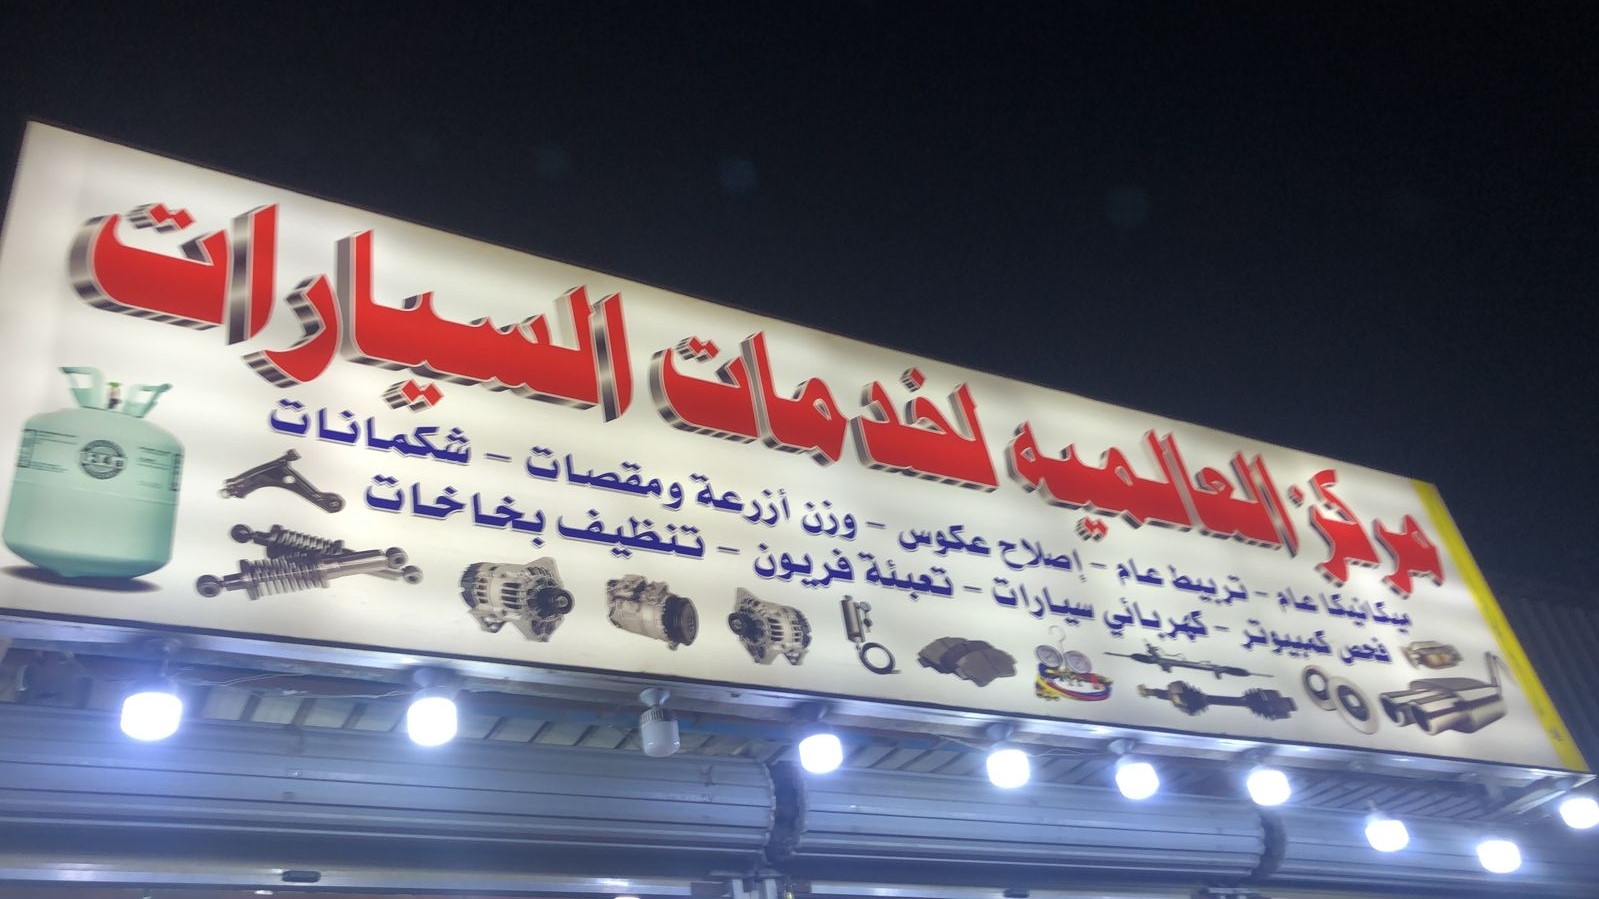 مركز العالميه لخدمات السيارات
ميكانيكا عام - تربيط عام - إصلاح عكوس - وزن أزرعة ومقصات - شكمانات
فحص كمبيوتر - كهربائي سيارات - تعبئة فريون - تنظيف بخاخات